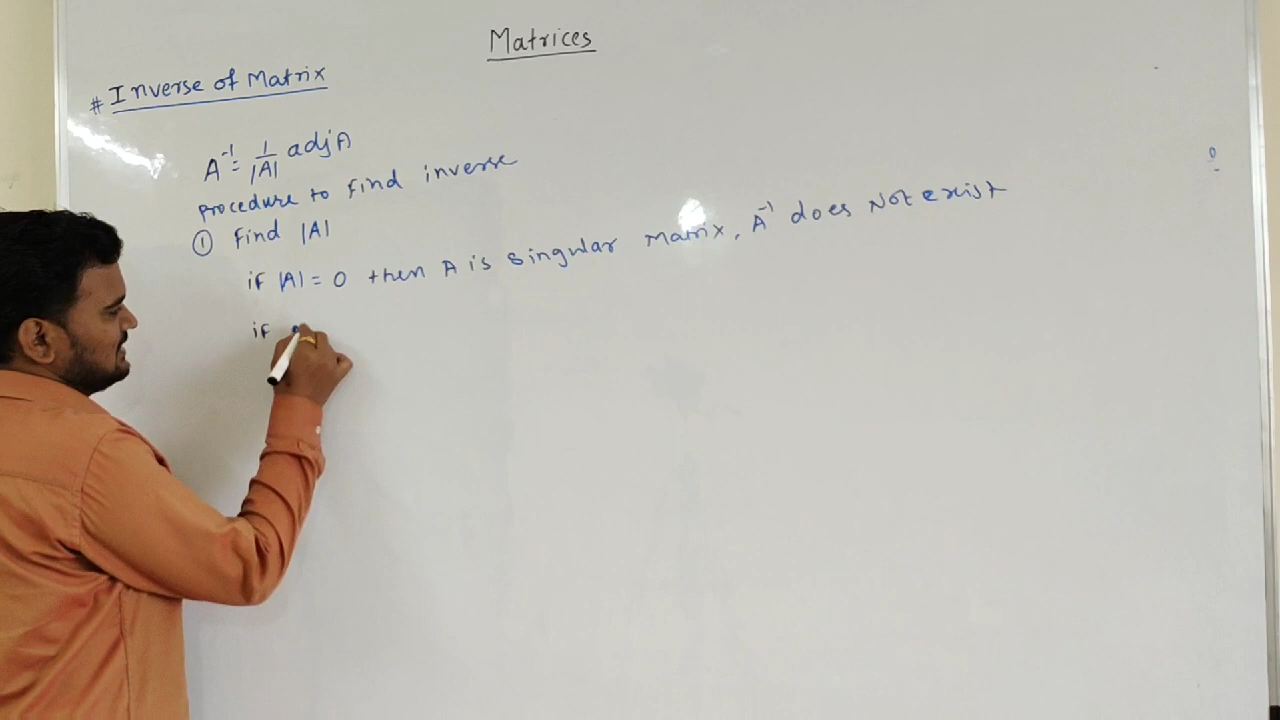 Matrices
# Inverse of Matrix
A⁻¹ = 1/|A| adj A
procedure to find inverse
① Find |A|
if |A| = 0 then A is singular Matrix, A⁻¹ does Not exist
if